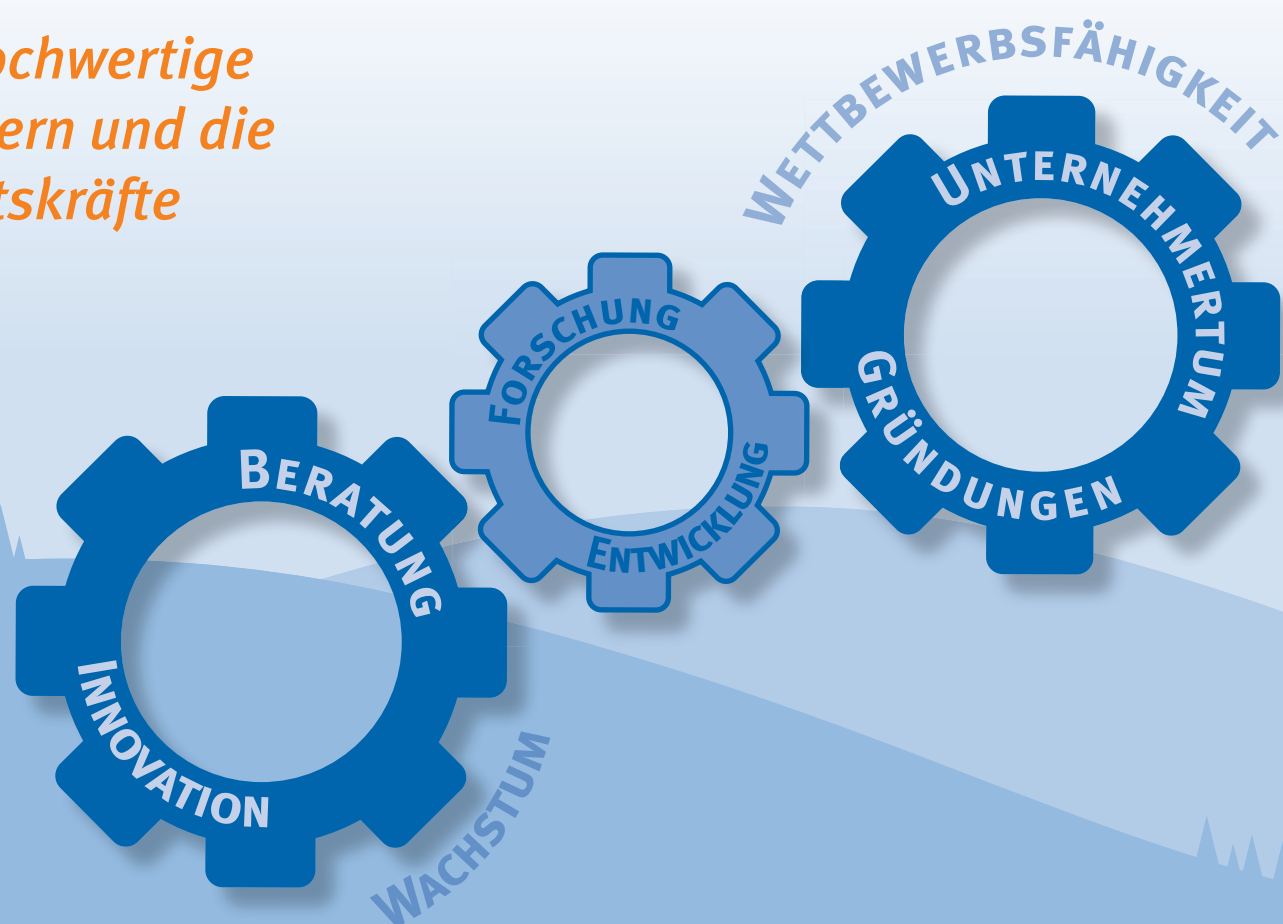 ochwertige
ern und die
tskräfte
WETTBEWERBSFÄHIGKEIT
UNTERNEHMERTUM
GRÜNDUNGEN
FORSCHUNG
ENTWICKLUNG
BERATUNG
INNOVATION
WACHSTUM